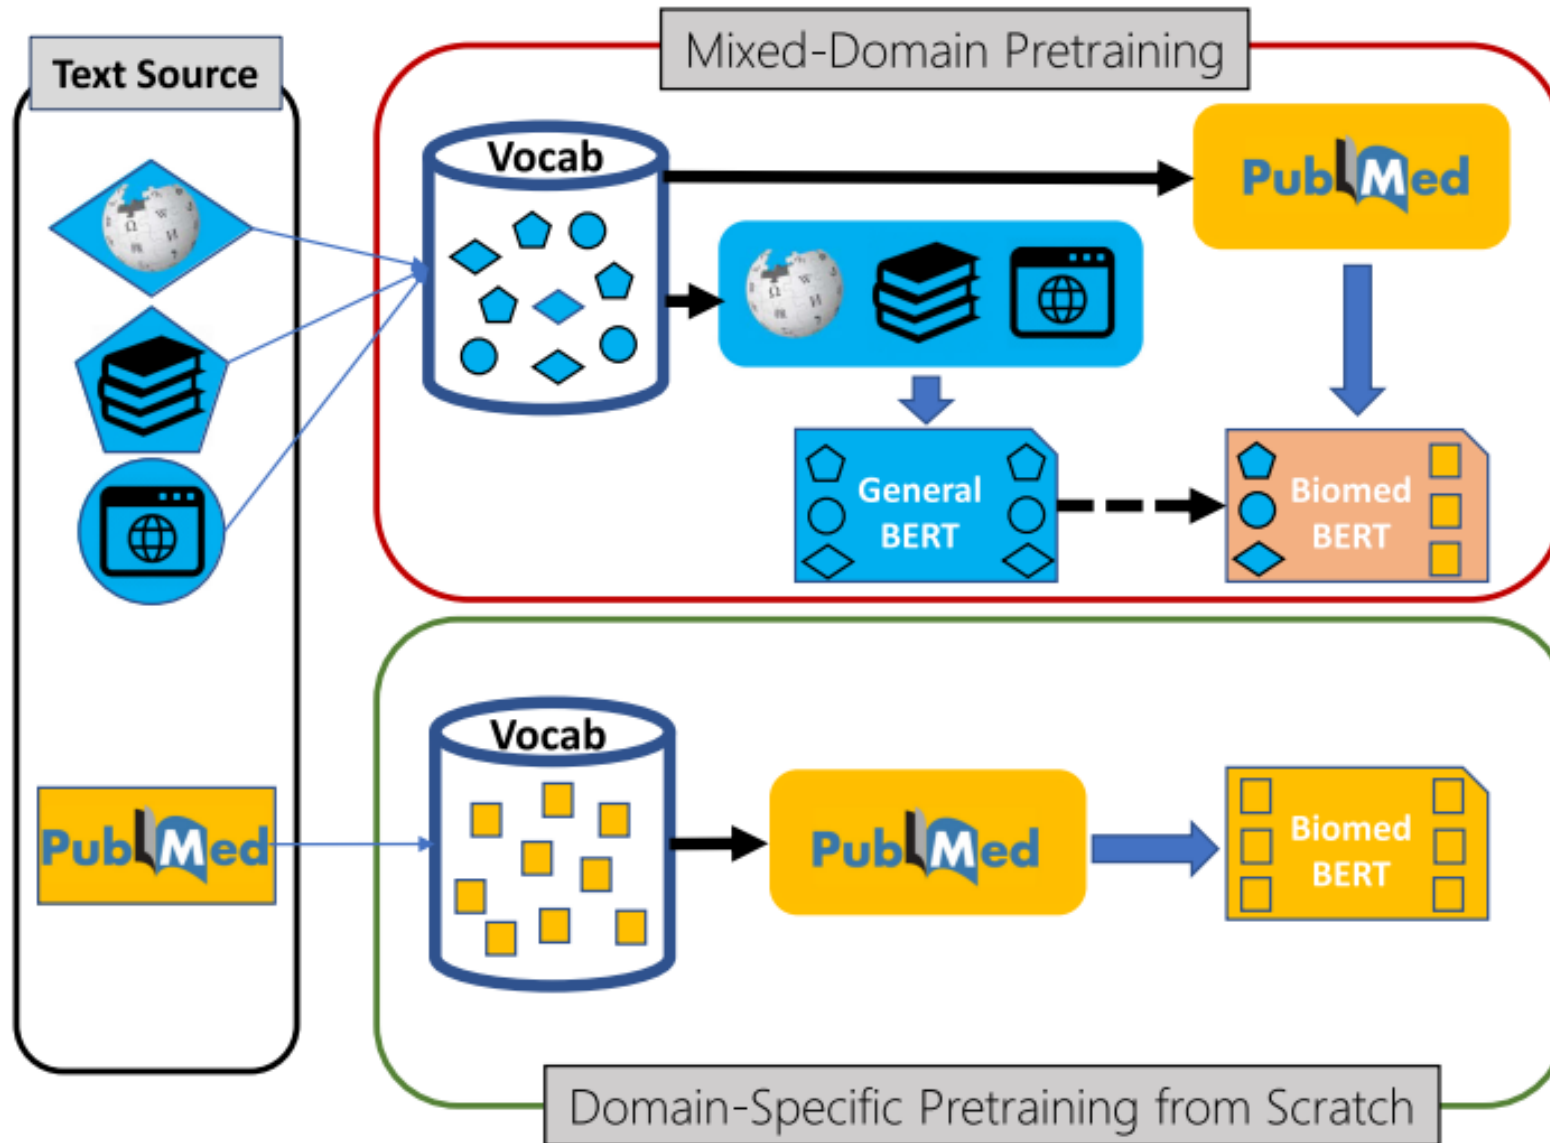 Text Source
Mixed-Domain Pretraining
Vocab
PubMed
General
BERT
Biomed
BERT
Vocab
PubMed
PubMed
Biomed
BERT
Domain-Specific Pretraining from Scratch